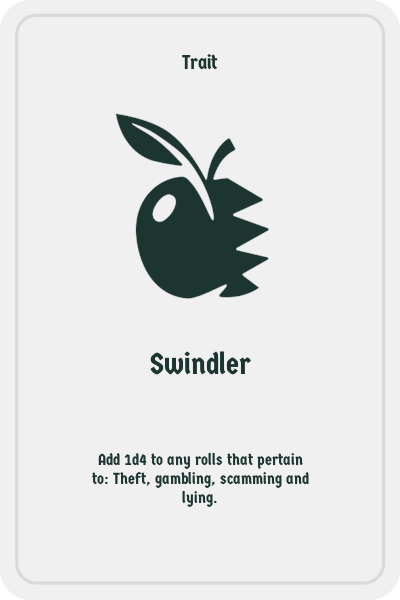 Trait
Swindler
Add 1d4 to any rolls that pertain
to: Theft, gambling, scamming and
lying.